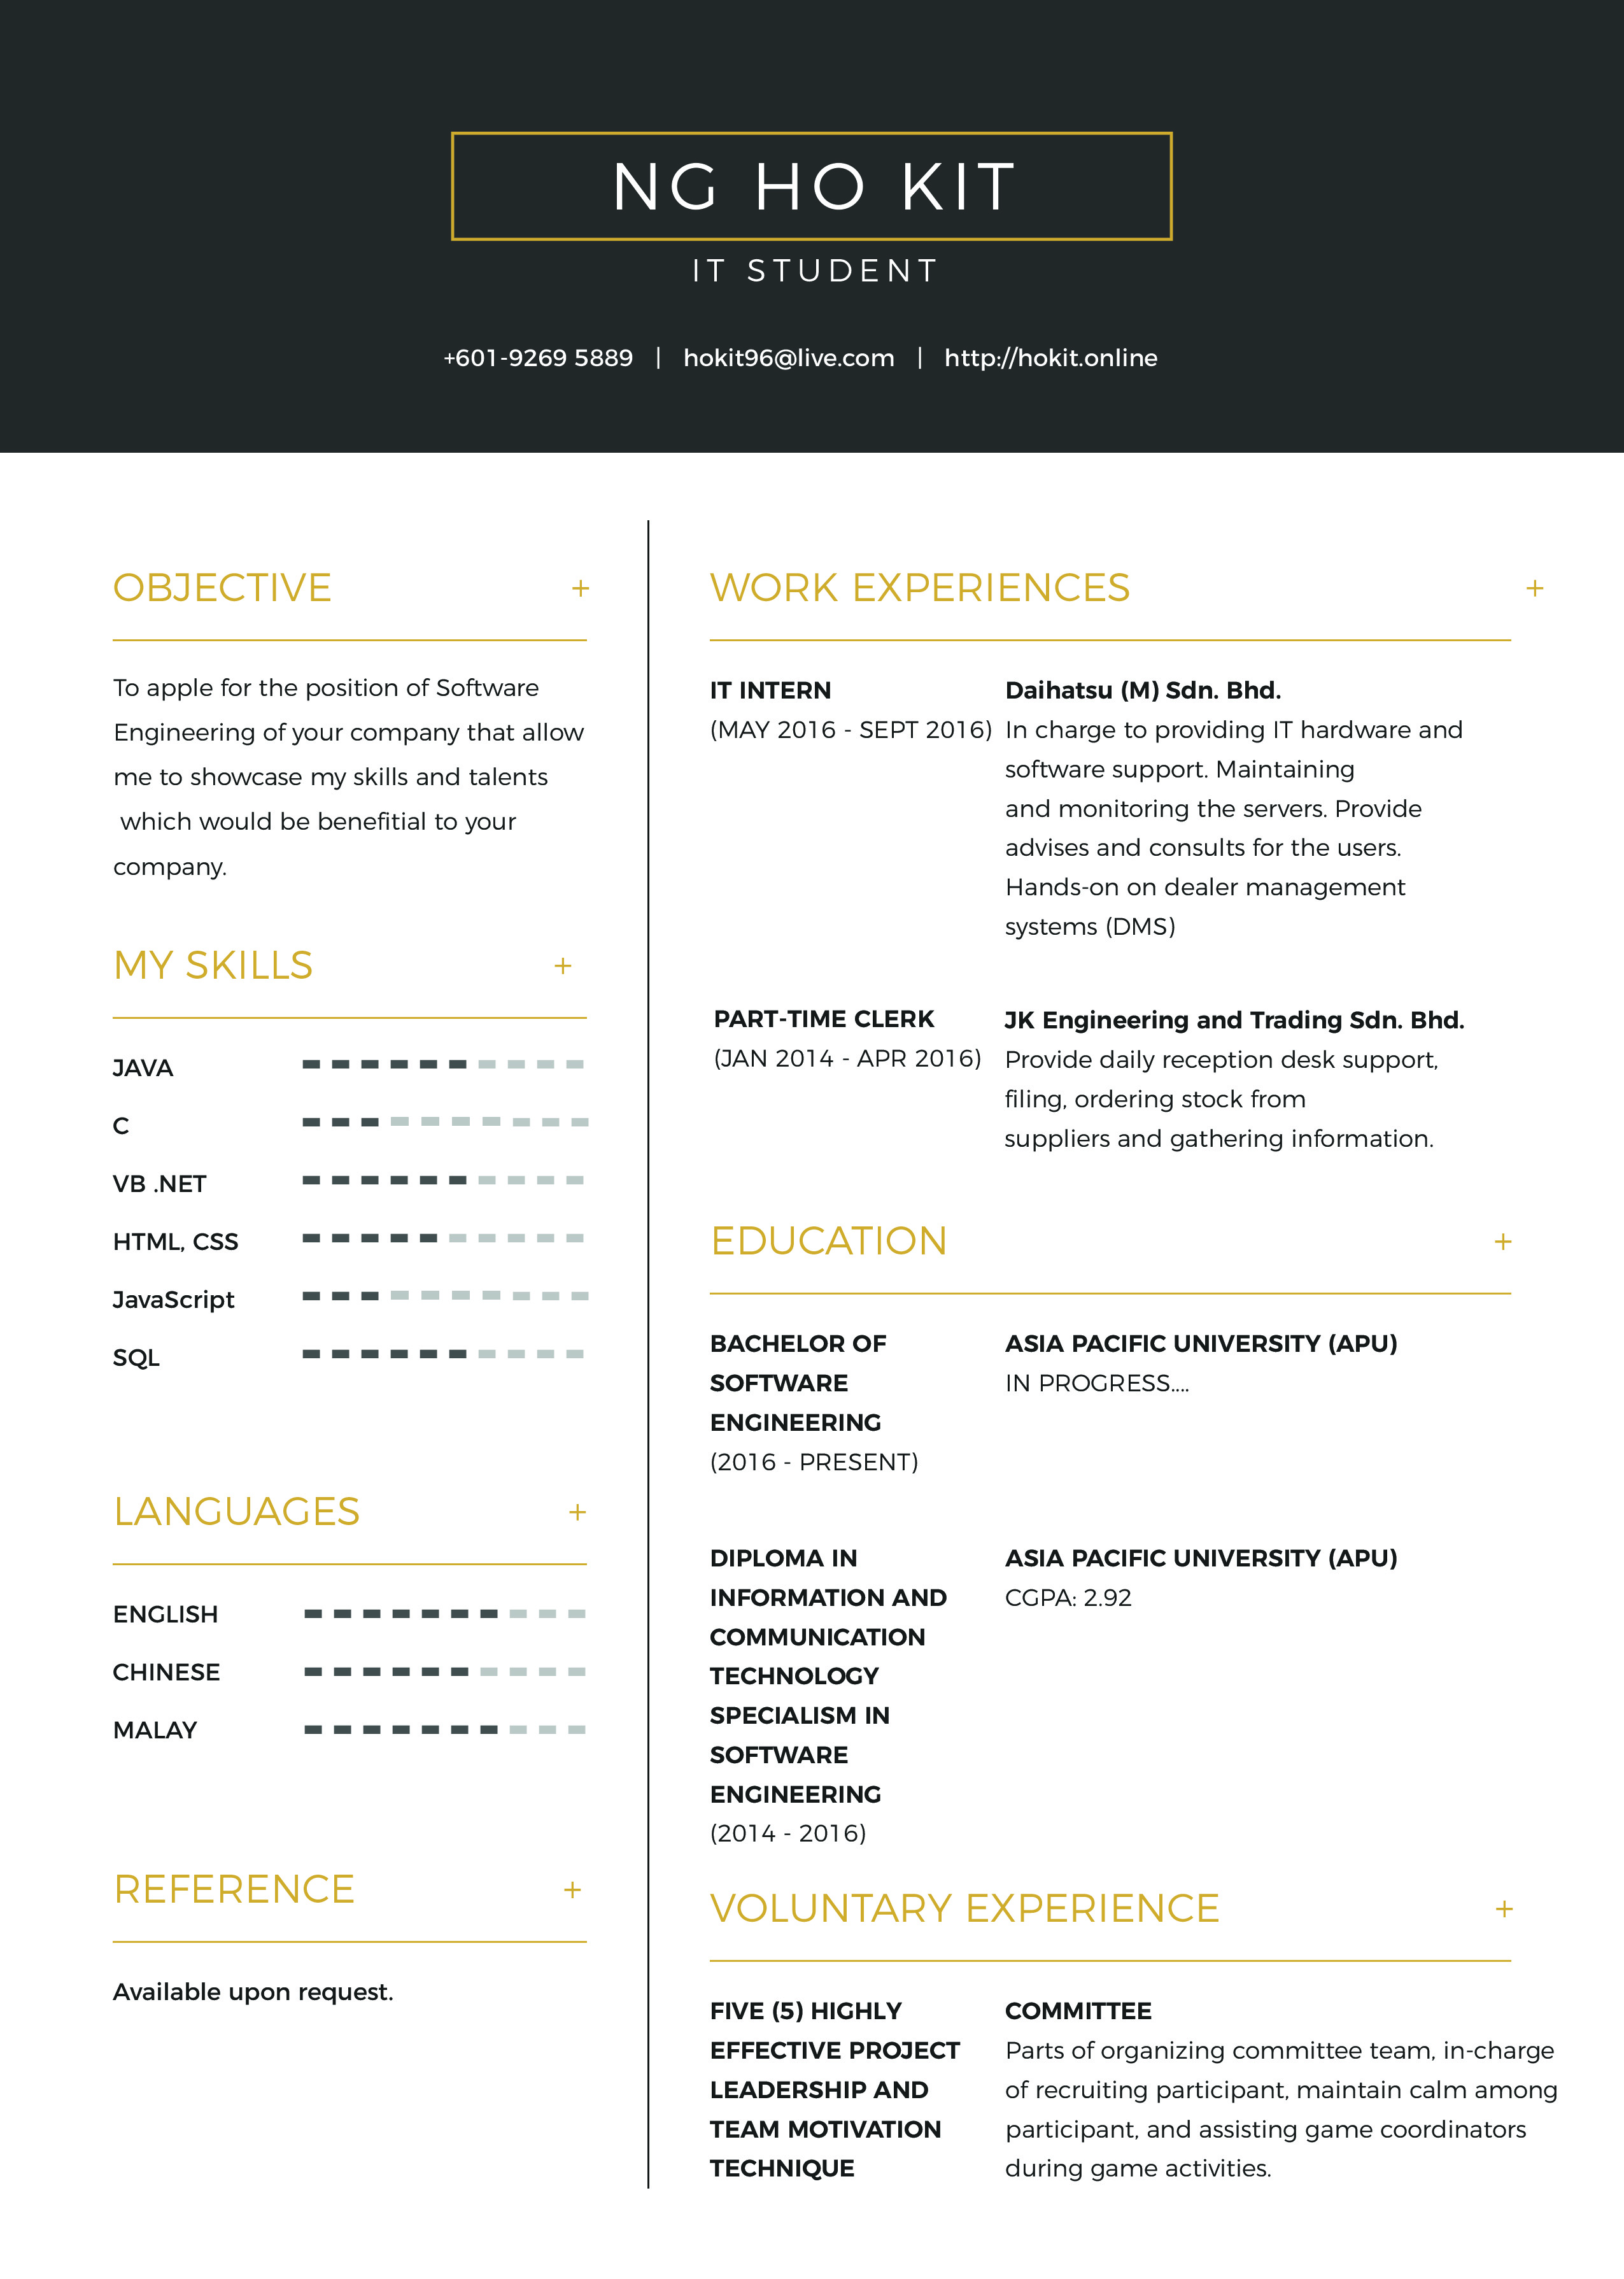 NG HO KIT
IT STUDENT
+601-9269 5889 | hokit96@live.com | http://hokit.online
OBJECTIVE +
To apple for the position of Software
Engineering of your company that allow
me to showcase my skills and talents
which would be benefitial to your
company.
MY SKILLS +
JAVA
C
VB .NET
HTML, CSS
JavaScript
SQL
LANGUAGES +
ENGLISH
CHINESE
MALAY
REFERENCE +
Available upon request.
WORK EXPERIENCES +
IT INTERN
(MAY 2016 - SEPT 2016)
Daihatsu (M) Sdn. Bhd.
In charge to providing IT hardware and
software support. Maintaining
and monitoring the servers. Provide
advises and consults for the users.
Hands-on on dealer management
systems (DMS)
PART-TIME CLERK
(JAN 2014 - APR 2016)
JK Engineering and Trading Sdn. Bhd.
Provide daily reception desk support,
filing, ordering stock from
suppliers and gathering information.
EDUCATION +
BACHELOR OF
SOFTWARE
ENGINEERING
(2016 - PRESENT)
ASIA PACIFIC UNIVERSITY (APU)
IN PROGRESS....
DIPLOMA IN
INFORMATION AND
COMMUNICATION
TECHNOLOGY
SPECIALISM IN
SOFTWARE
ENGINEERING
(2014 - 2016)
ASIA PACIFIC UNIVERSITY (APU)
CGPA: 2.92
VOLUNTARY EXPERIENCE +
FIVE (5) HIGHLY
EFFECTIVE PROJECT
LEADERSHIP AND
TEAM MOTIVATION
TECHNIQUE
COMMITTEE
Parts of organizing committee team, in-charge
of recruiting participant, maintain calm among
participant, and assisting game coordinators
during game activities.